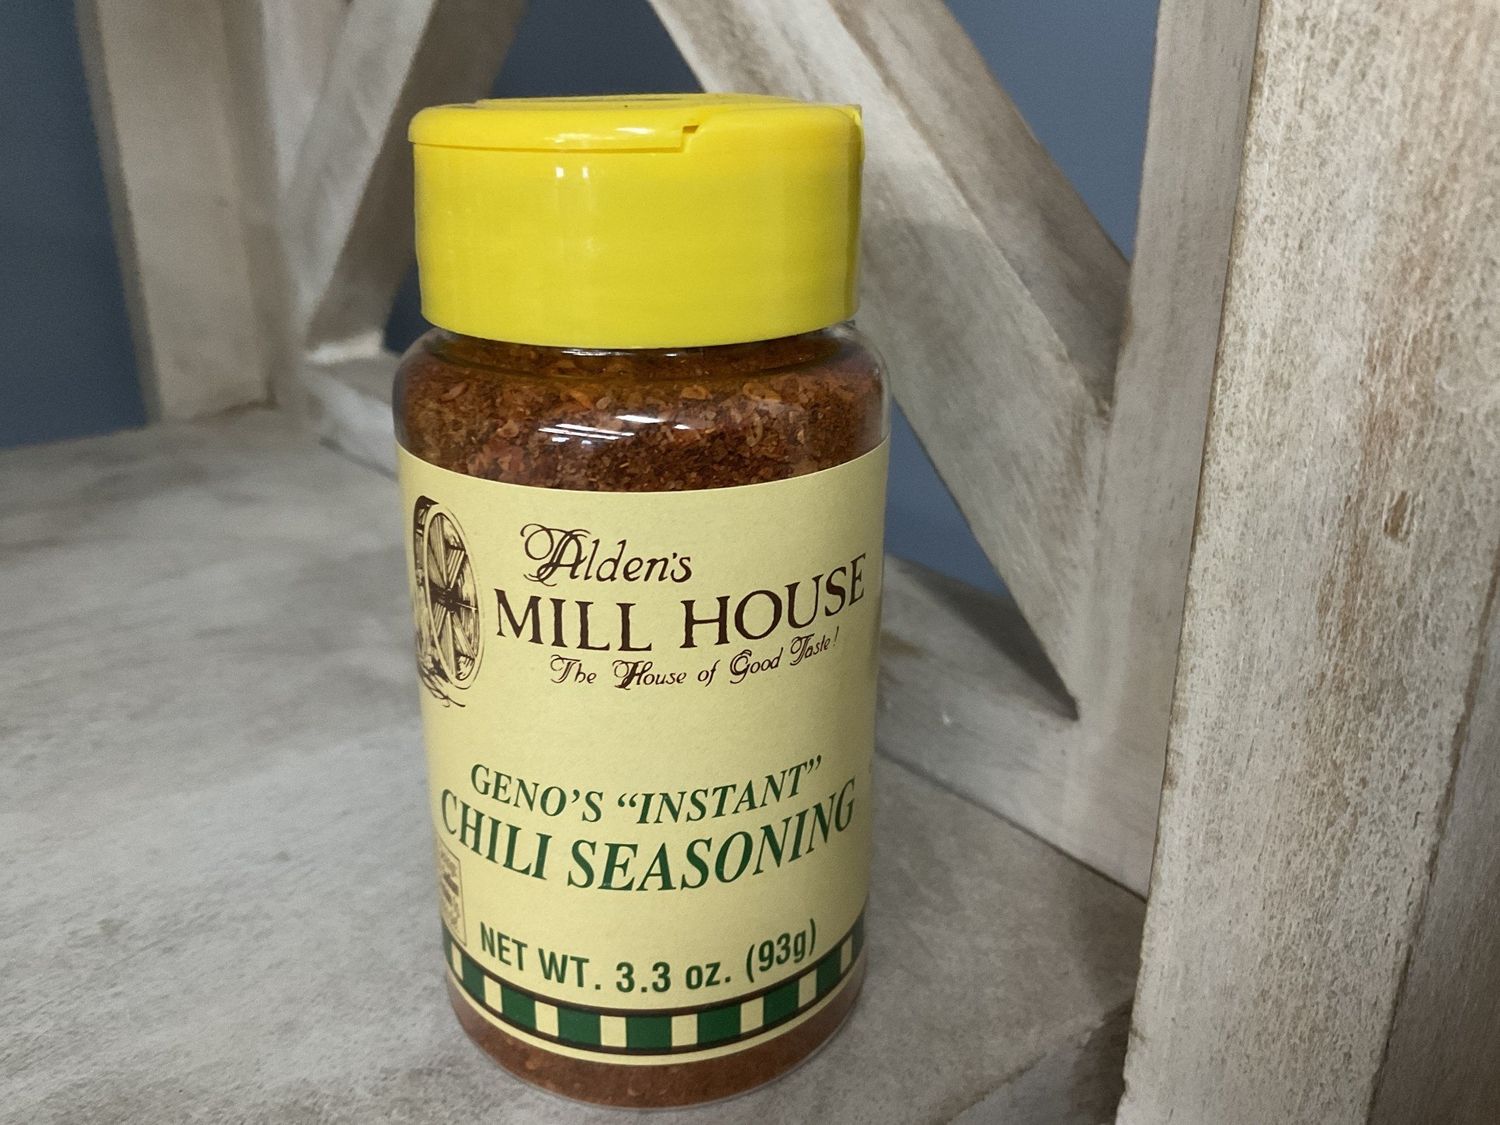 Alden's
MILL HOUSE
The House of Good Taste!
GENO'S “INSTANT”
CHILI SEASONING
NET WT. 3.3 oz. (93g)